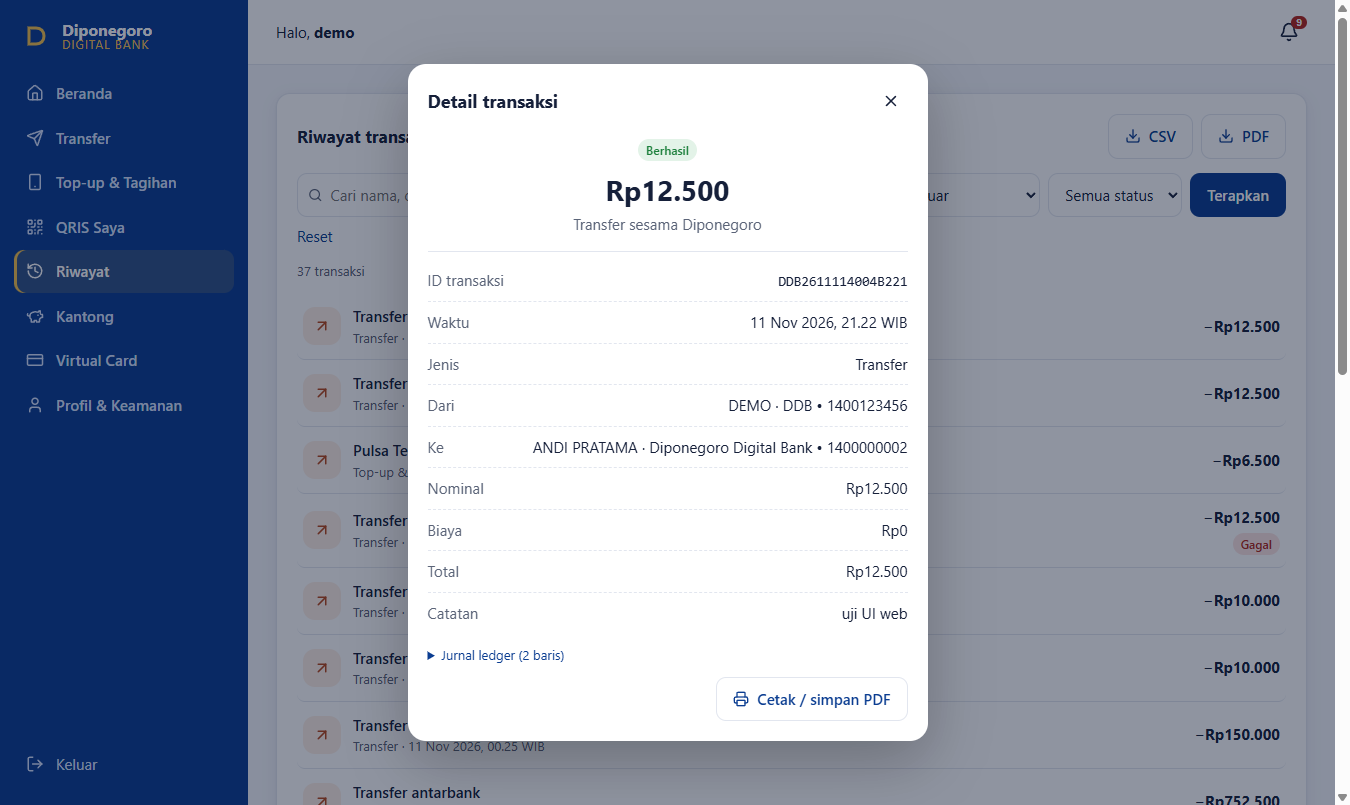 Diponegoro
DIGITAL BANK
Beranda
Transfer
Top-up & Tagihan
QRIS Saya
Riwayat
Kantong
Virtual Card
Profil & Keamanan
Keluar
Halo, demo
9
Riwayat
CSV
PDF
Cari nama,
Semua status
Terapkan
Reset
37 transaksi
Transfer
Transfer ·
–Rp12.500
Transfer
Transfer ·
–Rp12.500
Pulsa
Top-up &
–Rp6.500
Transfer
Transfer ·
–Rp12.500
Gagal
Transfer
Transfer ·
–Rp10.000
Transfer
Transfer ·
–Rp10.000
Transfer
Transfer · 11 Nov 2026, 00.25 WIB
–Rp150.000
Transfer antarbank
–Rp752.500
Detail transaksi
Berhasil
Rp12.500
Transfer sesama Diponegoro
ID transaksi DDB2611114004B221
Waktu 11 Nov 2026, 21.22 WIB
Jenis Transfer
Dari DEMO · DDB • 1400123456
Ke ANDI PRATAMA · Diponegoro Digital Bank • 1400000002
Nominal Rp12.500
Biaya Rp0
Total Rp12.500
Catatan uji UI web
Jurnal ledger (2 baris)
Cetak / simpan PDF